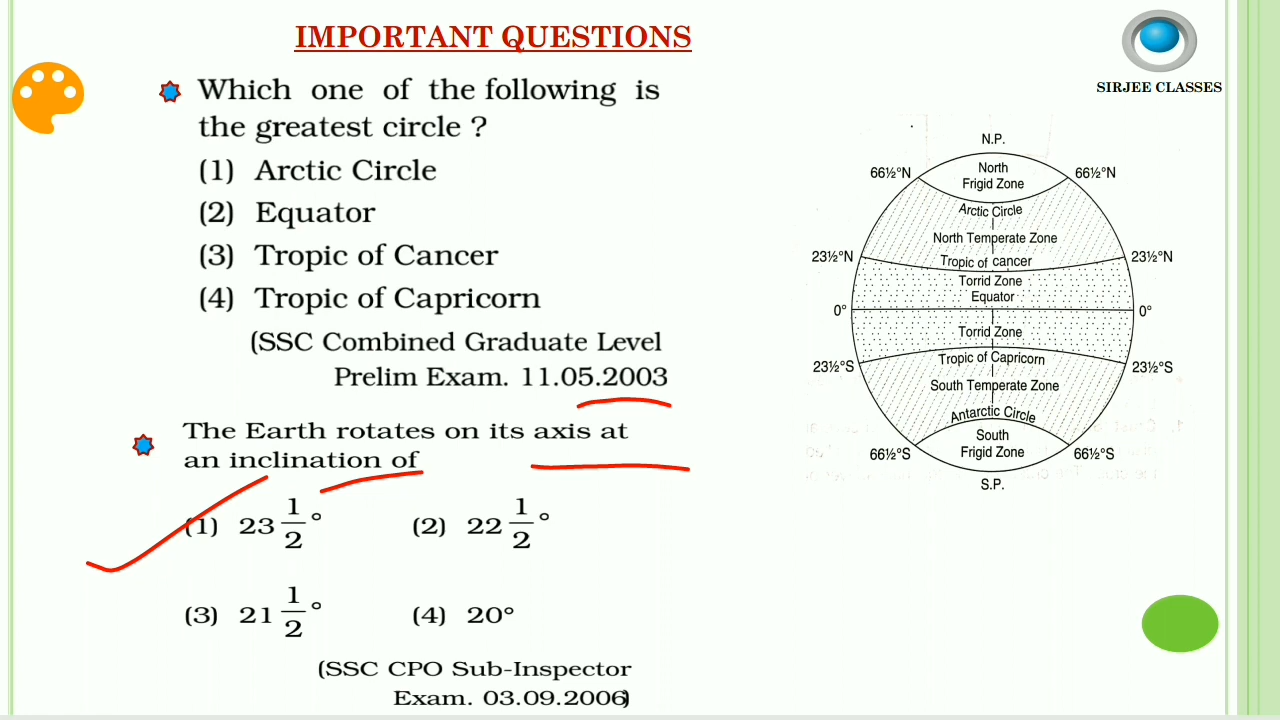 IMPORTANT QUESTIONS
SIRJEE CLASSES
Which one of the following is
the greatest circle ?
(1) Arctic Circle
(2) Equator
(3) Tropic of Cancer
(4) Tropic of Capricorn
(SSC Combined Graduate Level
Prelim Exam. 11.05.2003
The Earth rotates on its axis at
an inclination of
(1) 23 1/2° (2) 22 1/2°
(3) 21 1/2° (4) 20°
(SSC CPO Sub-Inspector
Exam. 03.09.2006)
N.P.
66½°N North 66½°N
Frigid Zone
Arctic Circle
North Temperate Zone
23½°N Tropic of cancer 23½°N
Torrid Zone
Equator
0° 0°
Torrid Zone
Tropic of Capricorn
23½°S 23½°S
South Temperate Zone
Antarctic Circle
South
66½°S Frigid Zone 66½°S
S.P.